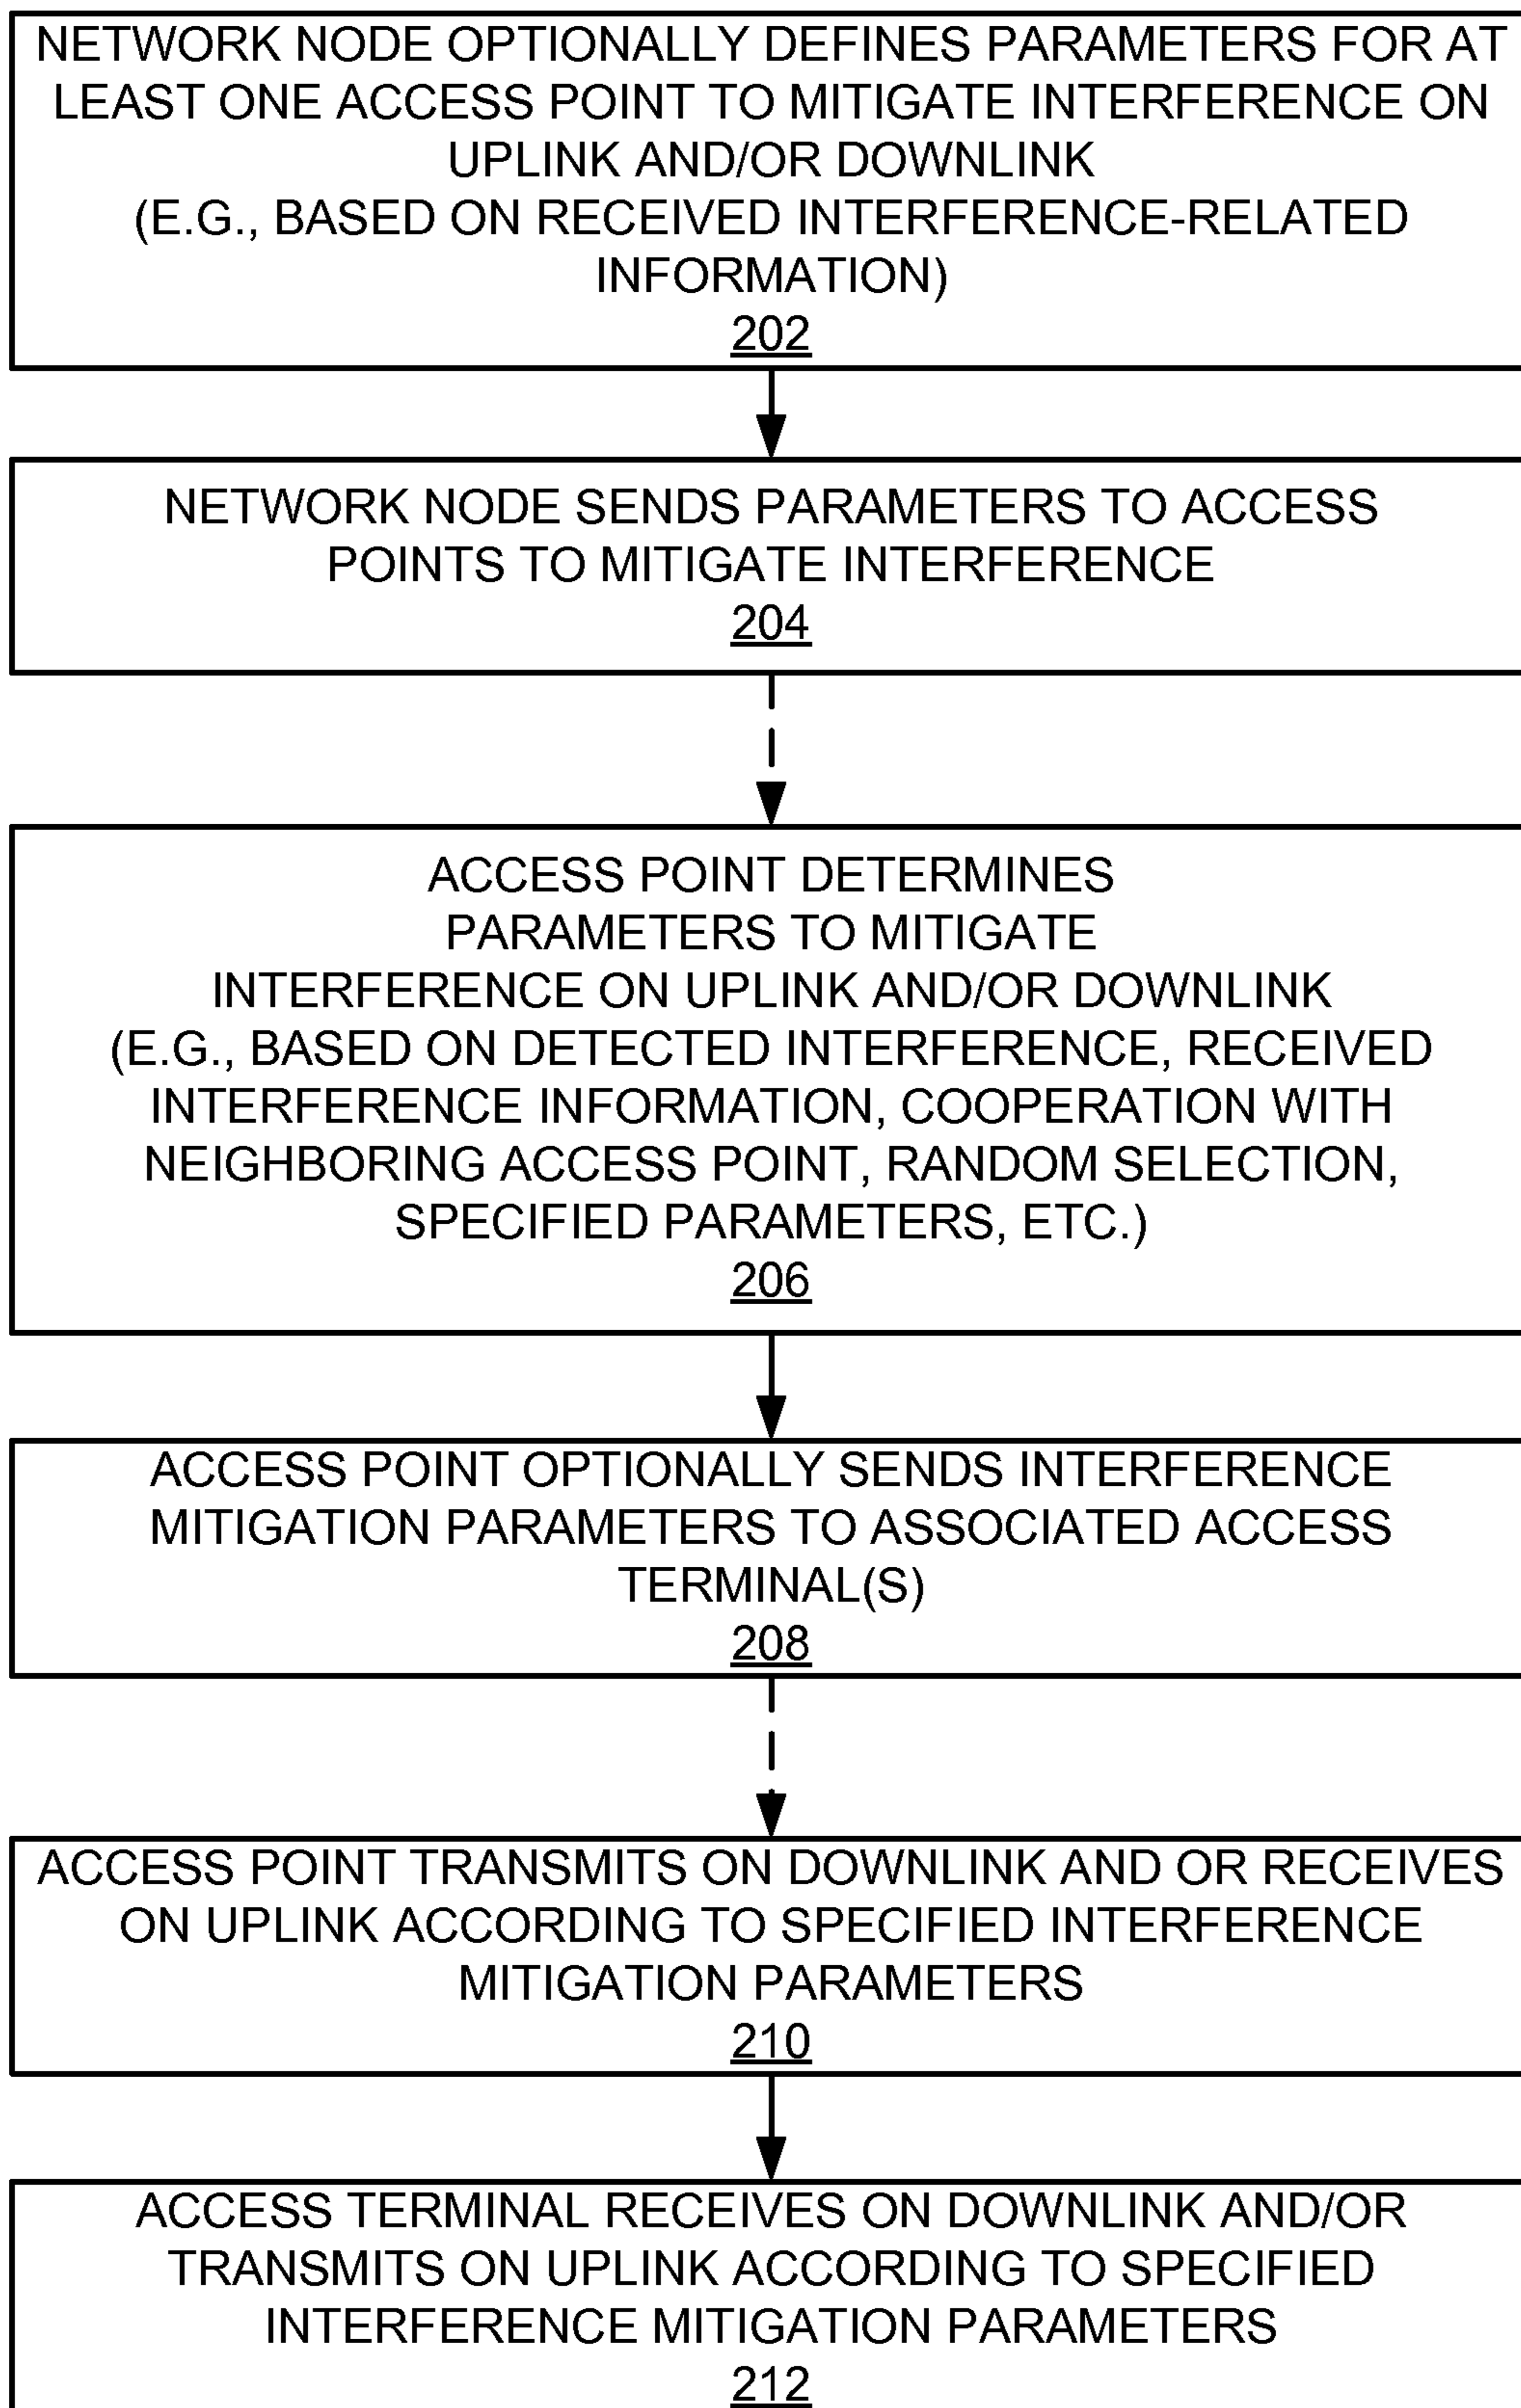 NETWORK NODE OPTIONALLY DEFINES PARAMETERS FOR AT
LEAST ONE ACCESS POINT TO MITIGATE INTERFERENCE ON
UPLINK AND/OR DOWNLINK
(E.G., BASED ON RECEIVED INTERFERENCE-RELATED
INFORMATION)
202
NETWORK NODE SENDS PARAMETERS TO ACCESS
POINTS TO MITIGATE INTERFERENCE
204
ACCESS POINT DETERMINES
PARAMETERS TO MITIGATE
INTERFERENCE ON UPLINK AND/OR DOWNLINK
(E.G., BASED ON DETECTED INTERFERENCE, RECEIVED
INTERFERENCE INFORMATION, COOPERATION WITH
NEIGHBORING ACCESS POINT, RANDOM SELECTION,
SPECIFIED PARAMETERS, ETC.)
206
ACCESS POINT OPTIONALLY SENDS INTERFERENCE
MITIGATION PARAMETERS TO ASSOCIATED ACCESS
TERMINAL(S)
208
ACCESS POINT TRANSMITS ON DOWNLINK AND OR RECEIVES
ON UPLINK ACCORDING TO SPECIFIED INTERFERENCE
MITIGATION PARAMETERS
210
ACCESS TERMINAL RECEIVES ON DOWNLINK AND/OR
TRANSMITS ON UPLINK ACCORDING TO SPECIFIED
INTERFERENCE MITIGATION PARAMETERS
212